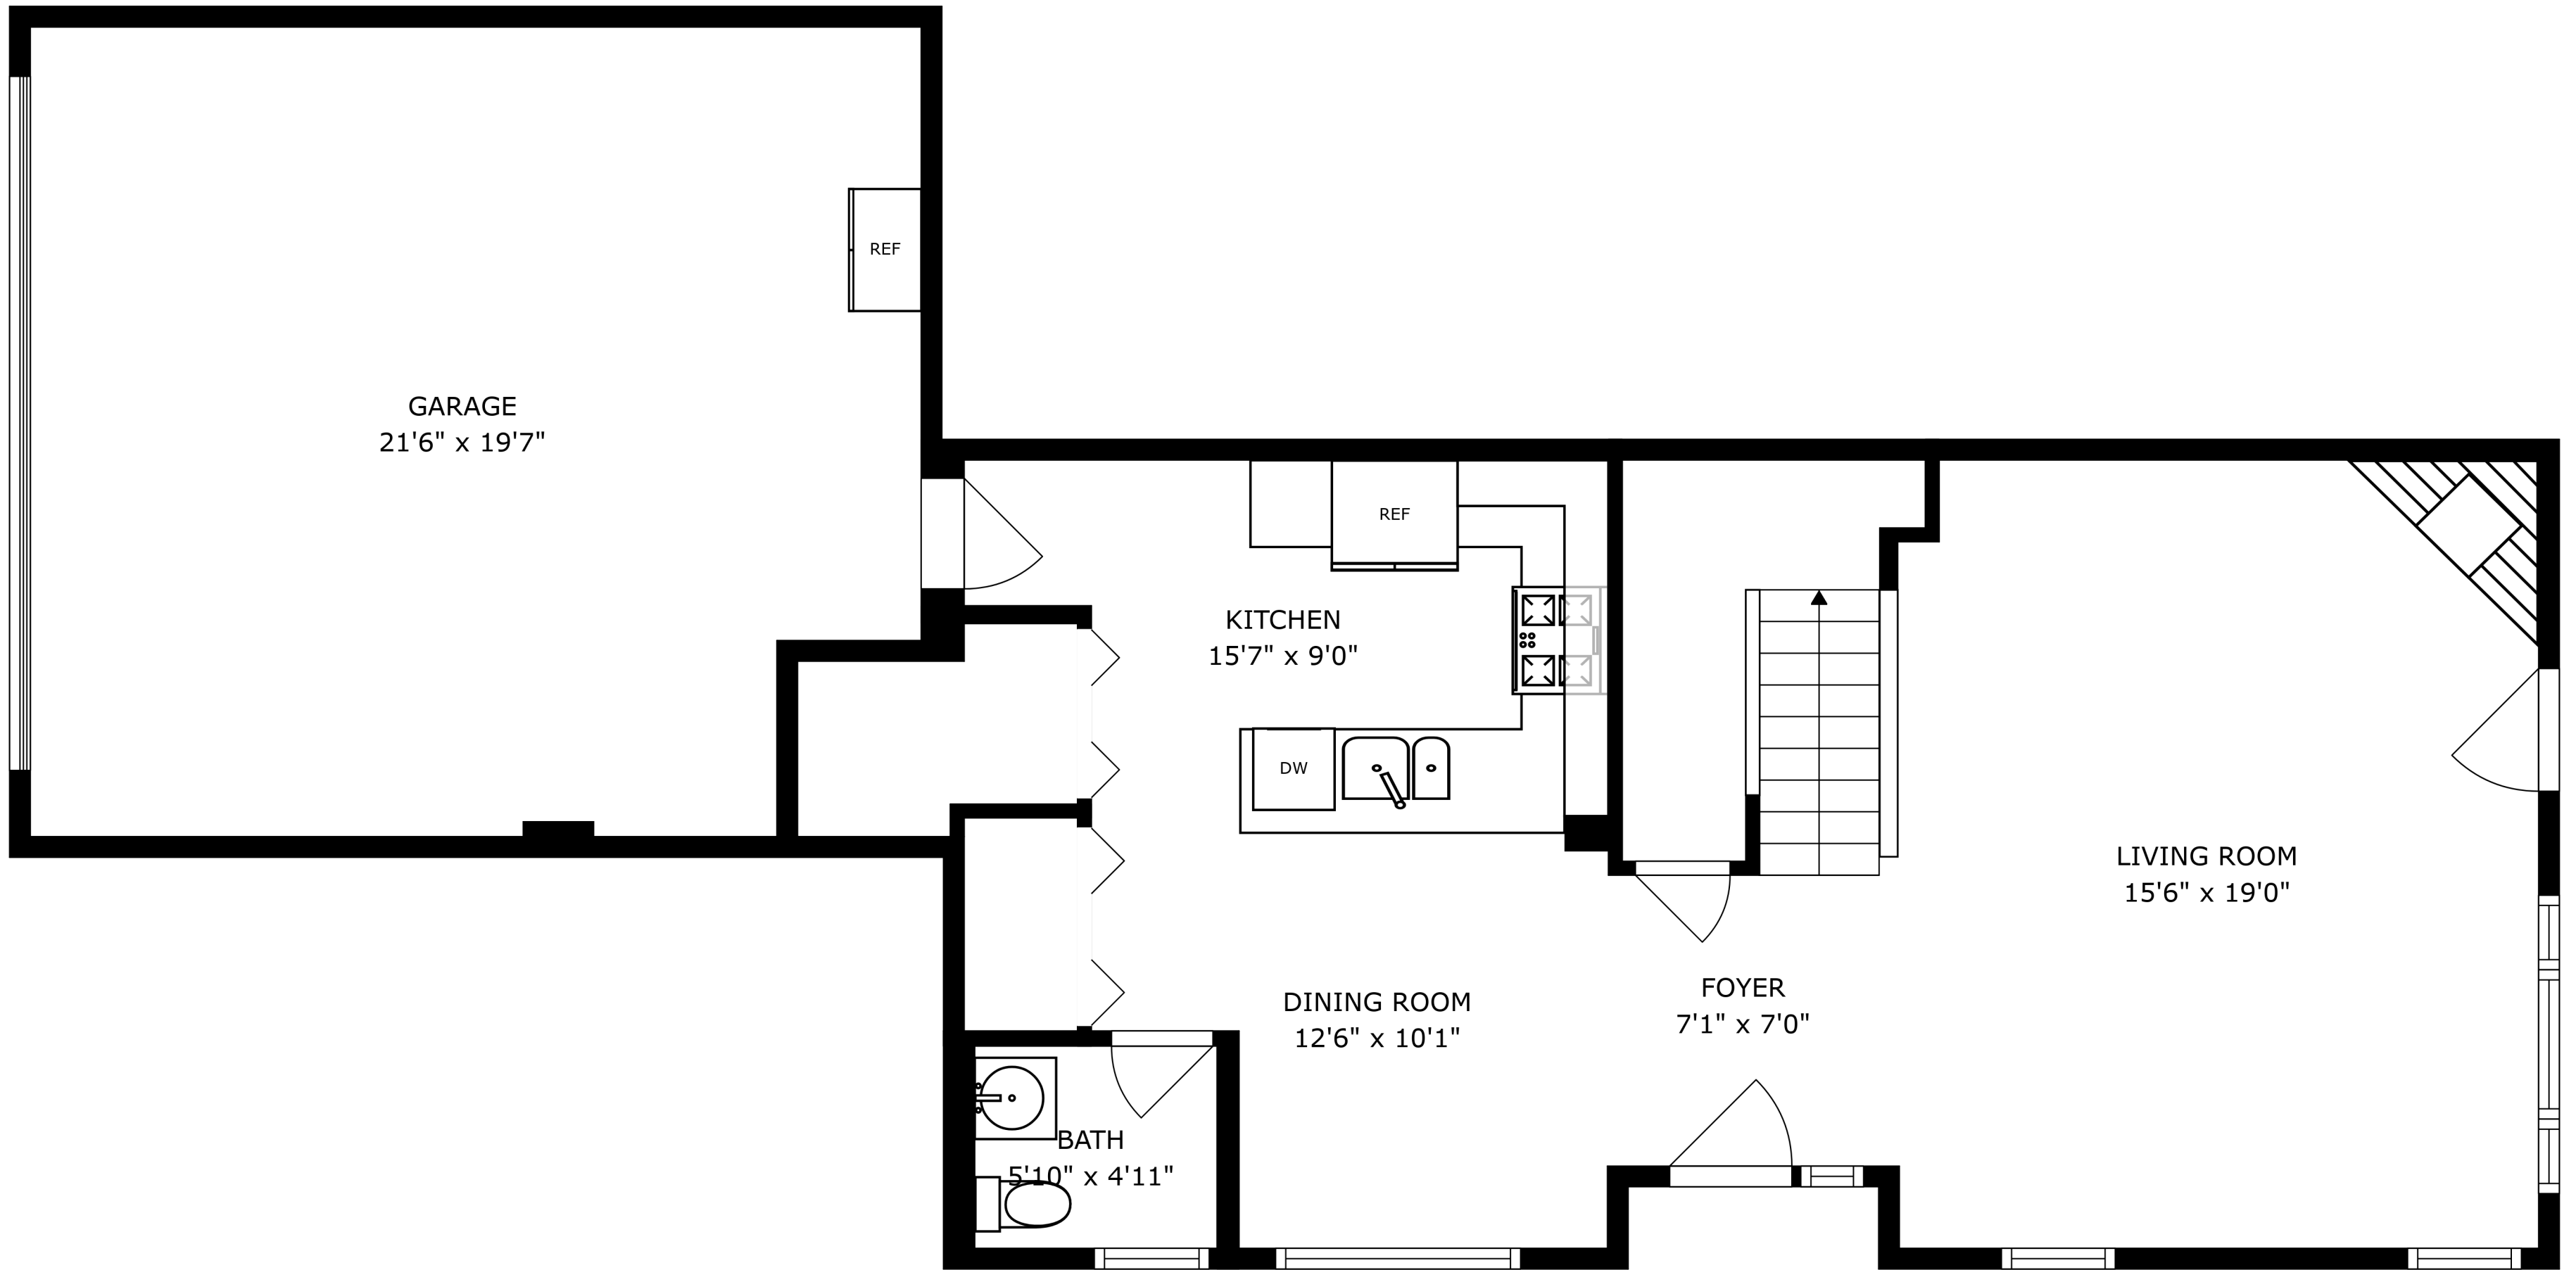 REF
GARAGE
21'6" x 19'7"
REF
KITCHEN
15'7" x 9'0"
DW
LIVING ROOM
15'6" x 19'0"
DINING ROOM
12'6" x 10'1"
FOYER
7'1" x 7'0"
BATH
5'10" x 4'11"